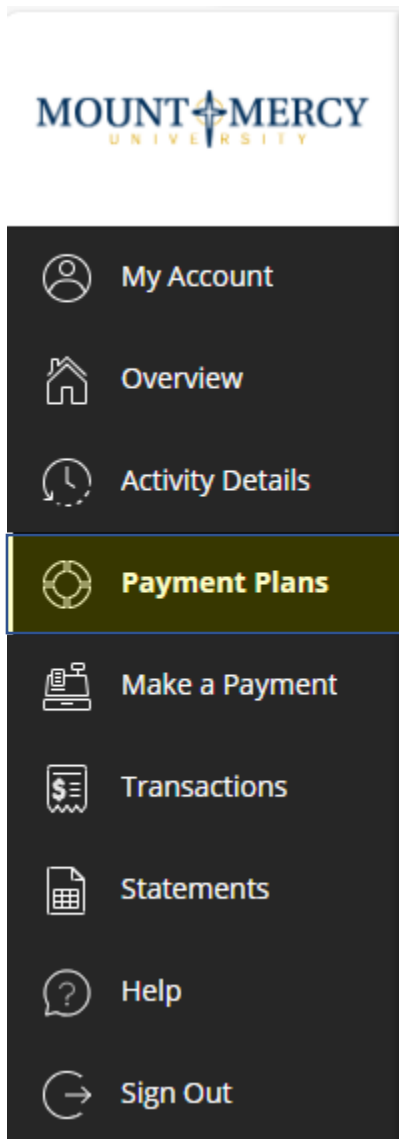 MOUNT MERCY
UNIVERSITY
My Account
Overview
Activity Details
Payment Plans
Make a Payment
$
Transactions
Statements
?
Help
Sign Out